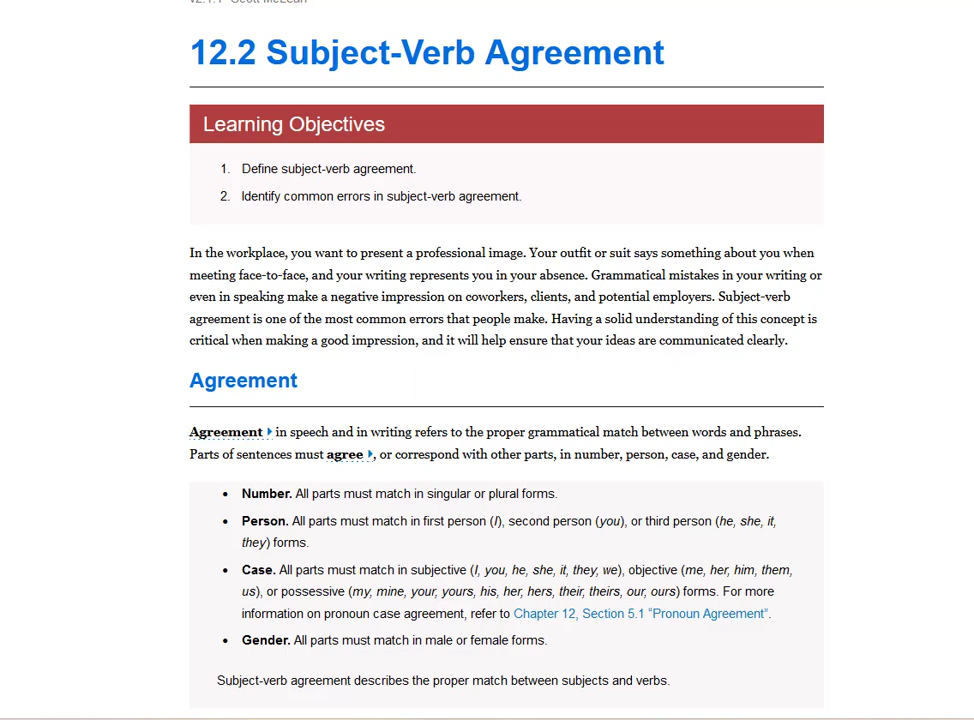 v2.1.1 Scott McLean
12.2 Subject-Verb Agreement
Learning Objectives
1. Define subject-verb agreement.
2. Identify common errors in subject-verb agreement.
In the workplace, you want to present a professional image. Your outfit or suit says something about you when
meeting face-to-face, and your writing represents you in your absence. Grammatical mistakes in your writing or
even in speaking make a negative impression on coworkers, clients, and potential employers. Subject-verb
agreement is one of the most common errors that people make. Having a solid understanding of this concept is
critical when making a good impression, and it will help ensure that your ideas are communicated clearly.
Agreement
Agreement in speech and in writing refers to the proper grammatical match between words and phrases.
Parts of sentences must agree , or correspond with other parts, in number, person, case, and gender.
• Number. All parts must match in singular or plural forms.
• Person. All parts must match in first person (I), second person (you), or third person (he, she, it,
they) forms.
• Case. All parts must match in subjective (I, you, he, she, it, they, we), objective (me, her, him, them,
us), or possessive (my, mine, your, yours, his, her, hers, their, theirs, our, ours) forms. For more
information on pronoun case agreement, refer to Chapter 12, Section 5.1 “Pronoun Agreement”.
• Gender. All parts must match in male or female forms.
Subject-verb agreement describes the proper match between subjects and verbs.